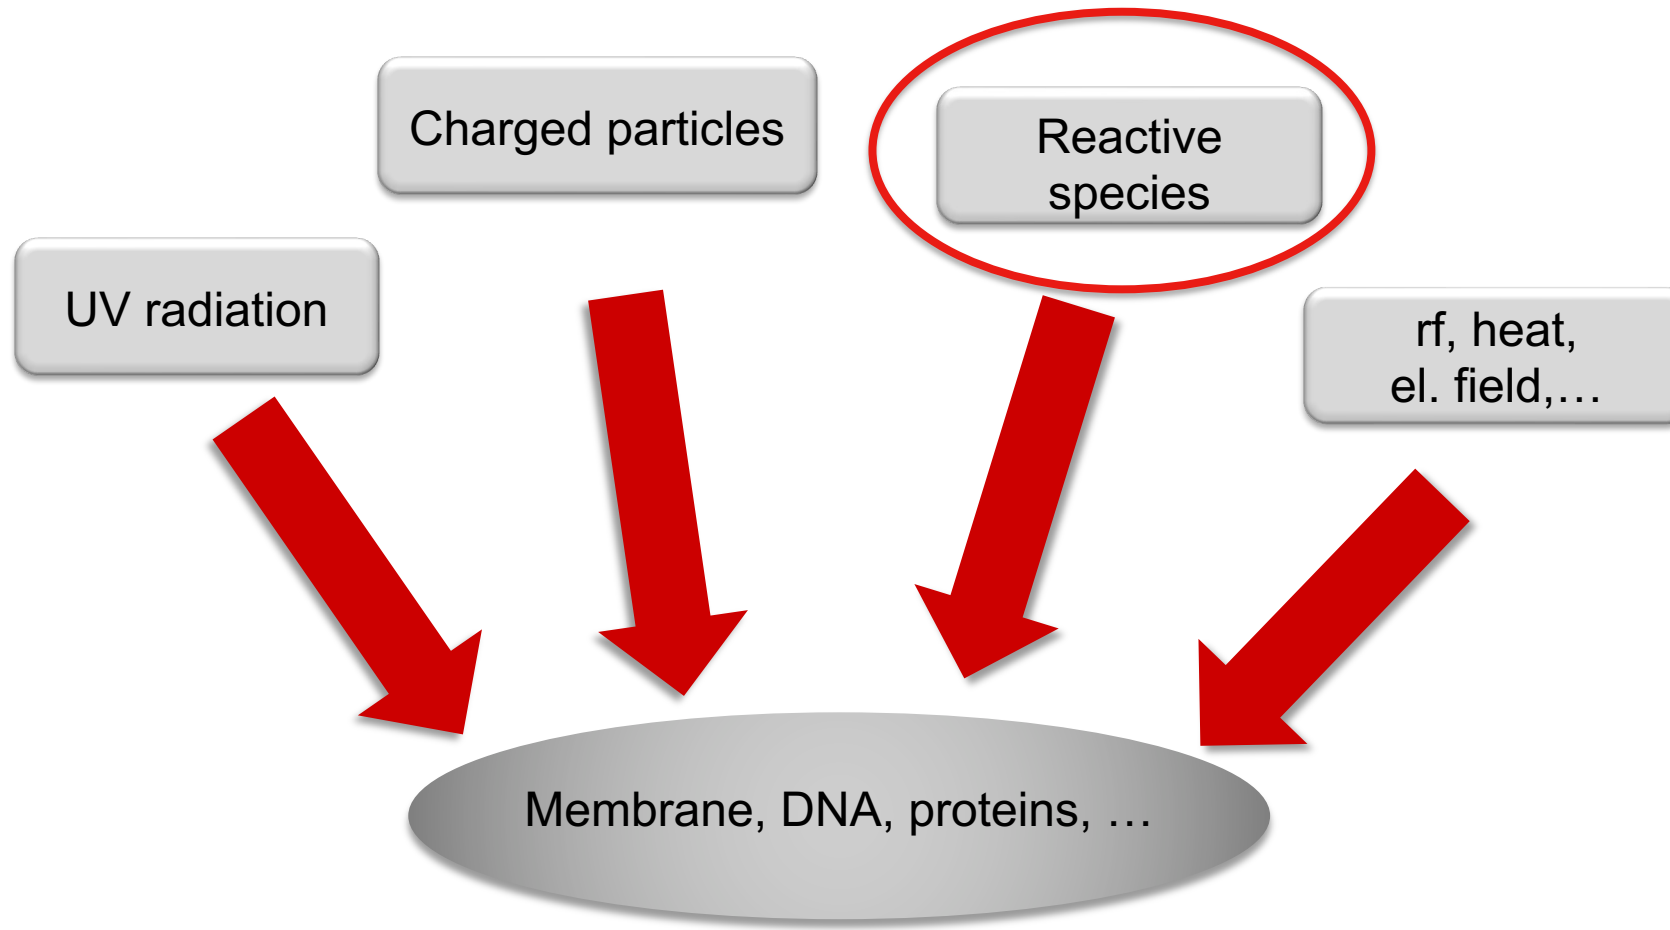 Charged particles
Reactive
species
UV radiation
rf, heat,
el. field,…
Membrane, DNA, proteins, …